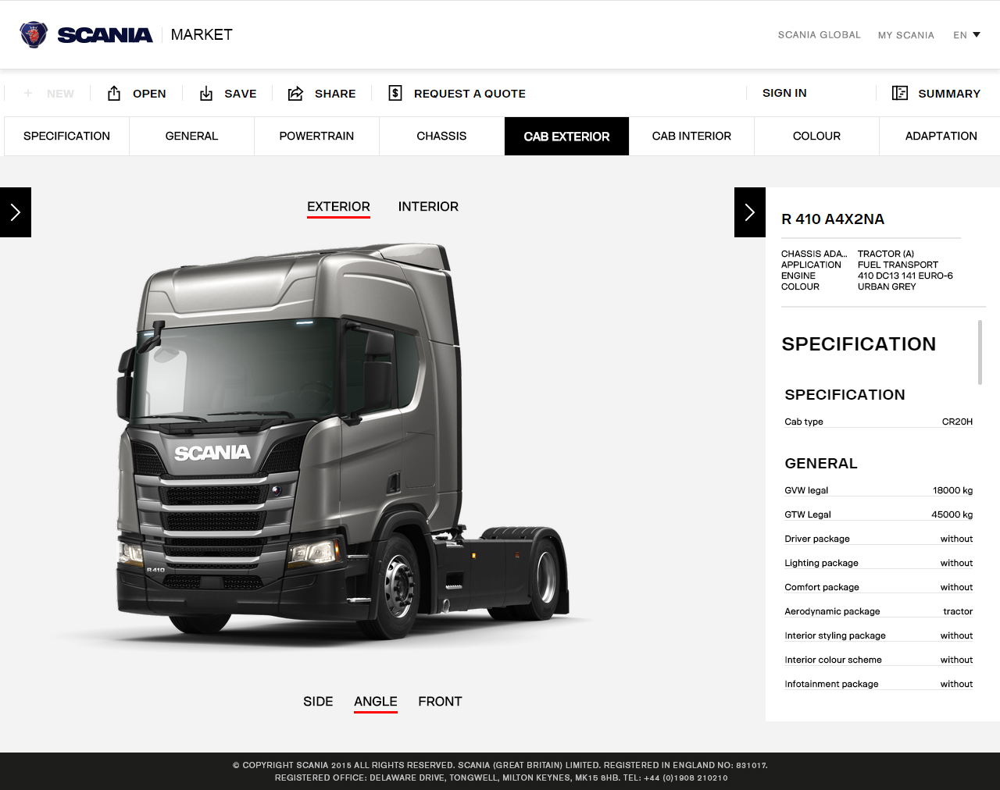 SCANIA MARKET
SCANIA GLOBAL MY SCANIA EN
+ NEW OPEN SAVE SHARE REQUEST A QUOTE SIGN IN SUMMARY
SPECIFICATION GENERAL POWERTRAIN CHASSIS CAB EXTERIOR CAB INTERIOR COLOUR ADAPTATION
EXTERIOR INTERIOR
SCANIA
R 410
SIDE ANGLE FRONT
R 410 A4X2NA
CHASSIS ADA... TRACTOR (A)
APPLICATION FUEL TRANSPORT
ENGINE 410 DC13 141 EURO-6
COLOUR URBAN GREY
SPECIFICATION
SPECIFICATION
Cab type CR20H
GENERAL
GVW legal 18000 kg
GTW Legal 45000 kg
Driver package without
Lighting package without
Comfort package without
Aerodynamic package tractor
Interior styling package without
Interior colour scheme without
Infotainment package without
© COPYRIGHT SCANIA 2015 ALL RIGHTS RESERVED. SCANIA (GREAT BRITAIN) LIMITED. REGISTERED IN ENGLAND NO: 831017.
REGISTERED OFFICE: DELAWARE DRIVE, TONGWELL, MILTON KEYNES, MK15 8HB. TEL: +44 (0)1908 210210